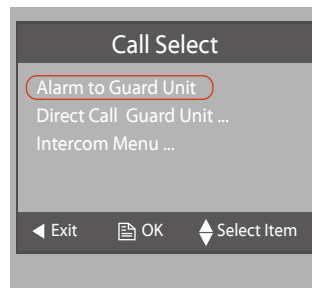 Call Select
Alarm to Guard Unit
Direct Call Guard Unit ...
Intercom Menu ...
Exit OK Select Item